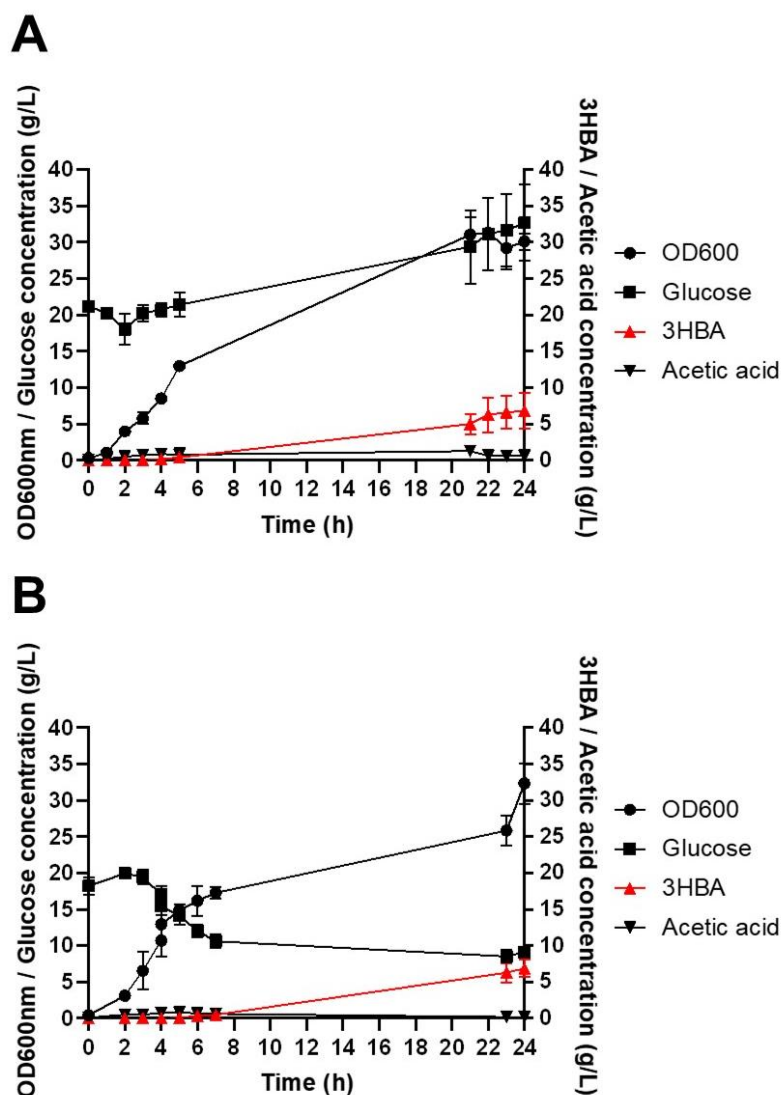 A
OD600nm / Glucose concentration (g/L)
40
35
30
25
20
15
10
5
0
0 2 4 6 8 10 12 14 16 18 20 22 24
Time (h)
40
35
30
25
20
15
10
5
0
3HBA / Acetic acid concentration (g/L)
OD600
Glucose
3HBA
Acetic acid
B
OD600nm / Glucose concentration (g/L)
40
35
30
25
20
15
10
5
0
0 2 4 6 8 10 12 14 16 18 20 22 24
Time (h)
40
35
30
25
20
15
10
5
0
3HBA / Acetic acid concentration (g/L)
OD600
Glucose
3HBA
Acetic acid